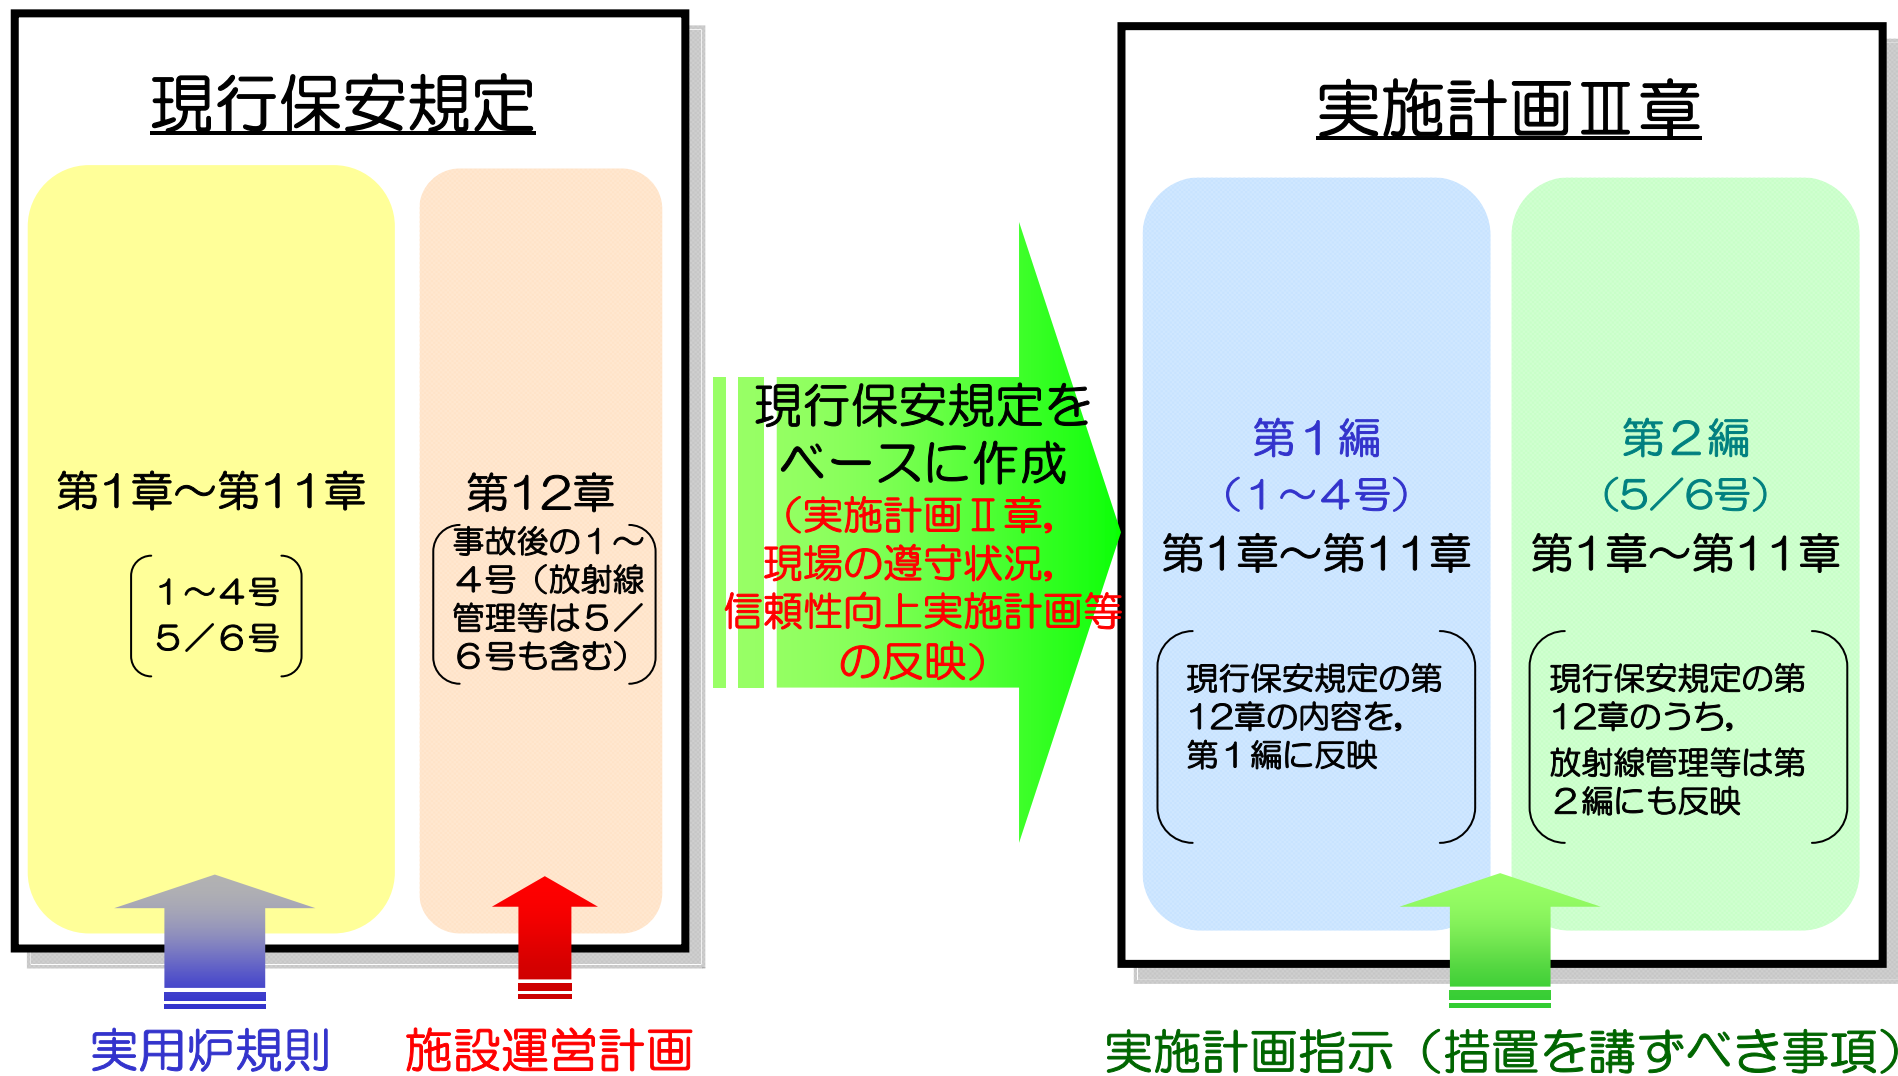 現行保安規定
第１章～第１１章
１～４号
５／６号
第１２章
事故後の１～
４号（放射線
管理等は５／
６号も含む）
実用炉規則
施設運営計画
現行保安規定を
ベースに作成
（実施計画Ⅱ章，
現場の遵守状況，
信頼性向上実施計画等
の反映）
実施計画Ⅲ章
第１編
（１～４号）
第１章～第１１章
現行保安規定の第
12章の内容を，
第１編に反映
第２編
（５／６号）
第１章～第１１章
現行保安規定の第
12章のうち，
放射線管理等は第
２編にも反映
実施計画指示（措置を講ずべき事項）